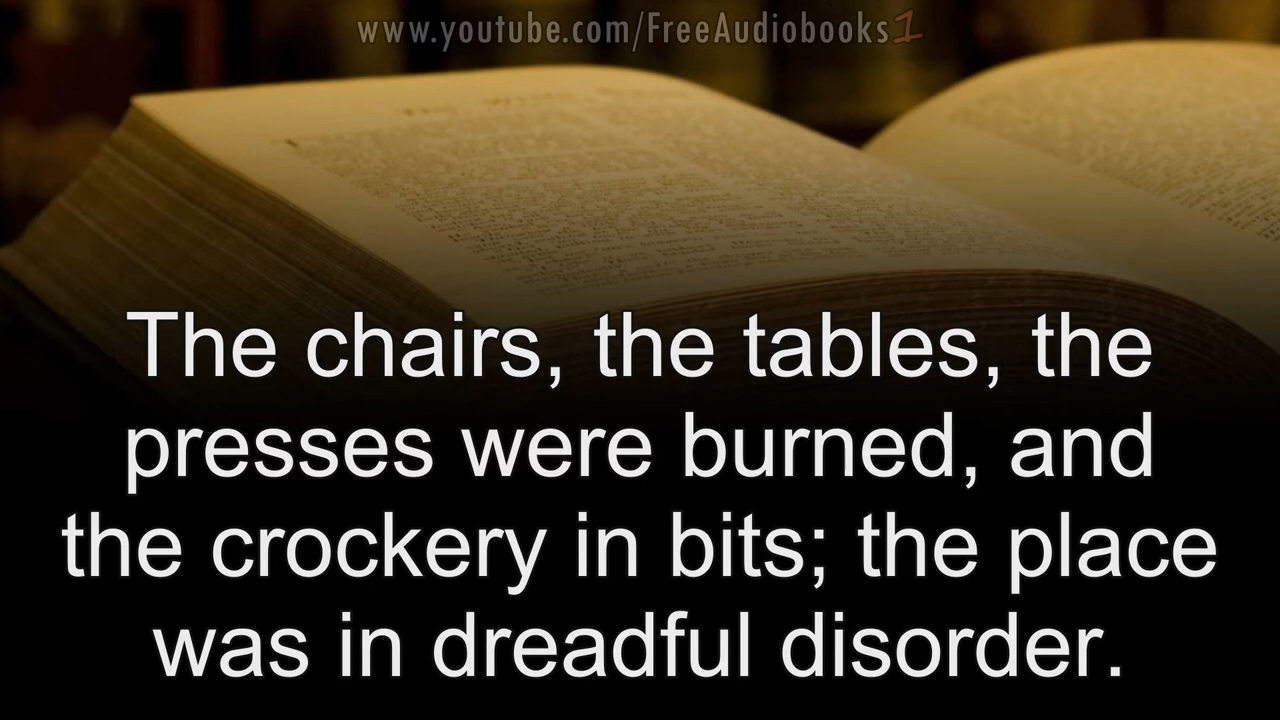 www.youtube.com/FreeAudiobooks1
The chairs, the tables, the
presses were burned, and
the crockery in bits; the place
was in dreadful disorder.